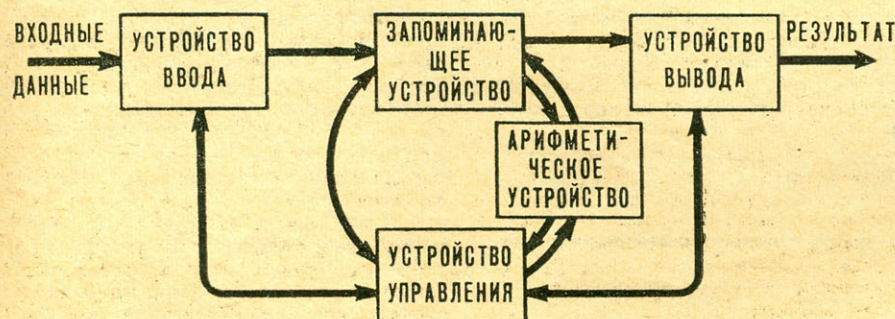 ВХОДНЫЕ
ДАННЫЕ
УСТРОЙСТВО
ВВОДА
ЗАПОМИНАЮ-
ЩЕЕ
УСТРОЙСТВО
УСТРОЙСТВО
ВЫВОДА
РЕЗУЛЬТАТ
АРИФМЕТИ-
ЧЕСКОЕ
УСТРОЙСТВО
УСТРОЙСТВО
УПРАВЛЕНИЯ